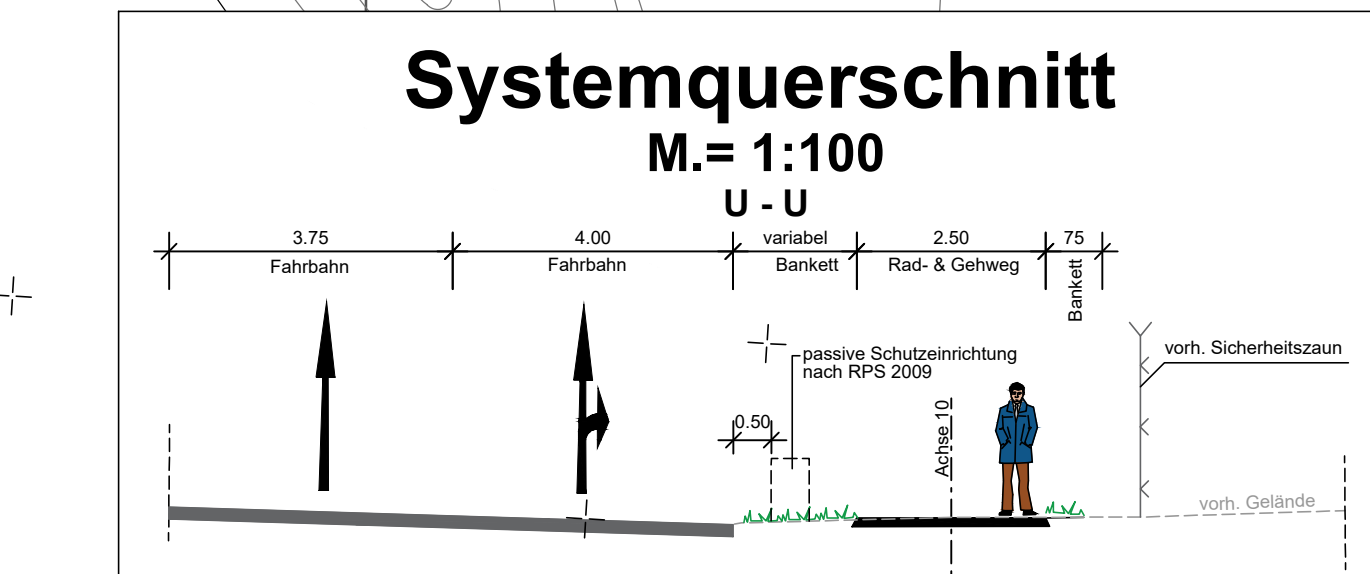 Systemquerschnitt
M.= 1:100
U - U
3.75
4.00
variabel
2.50
75
Fahrbahn
Fahrbahn
Bankett
Rad- & Gehweg
Bankett
passive Schutzeinrichtung
nach RPS 2009
vorh. Sicherheitszaun
0.50
Achse 10
vorh. Gelände